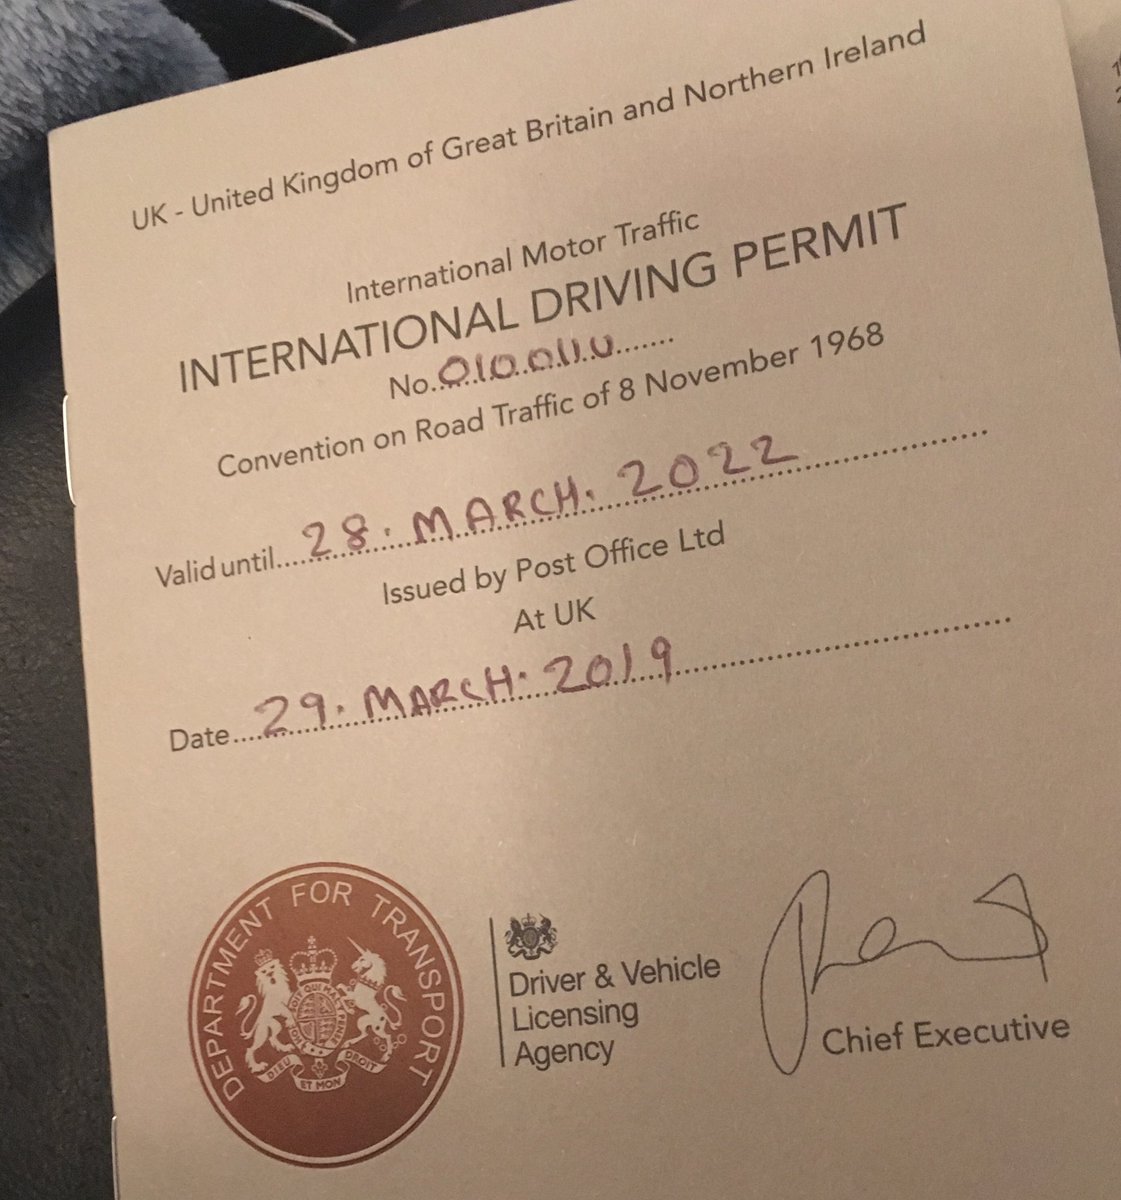 UK - United Kingdom of Great Britain and Northern Ireland
International Motor Traffic
INTERNATIONAL DRIVING PERMIT
No.
Convention on Road Traffic of 8 November 1968
Valid until 28. MARCH. 2022
Issued by Post Office Ltd
At UK
Date 29. MARCH. 2019
DEPARTMENT FOR TRANSPORT
DIEU ET MON DROIT
Driver & Vehicle
Licensing
Agency
Chief Executive